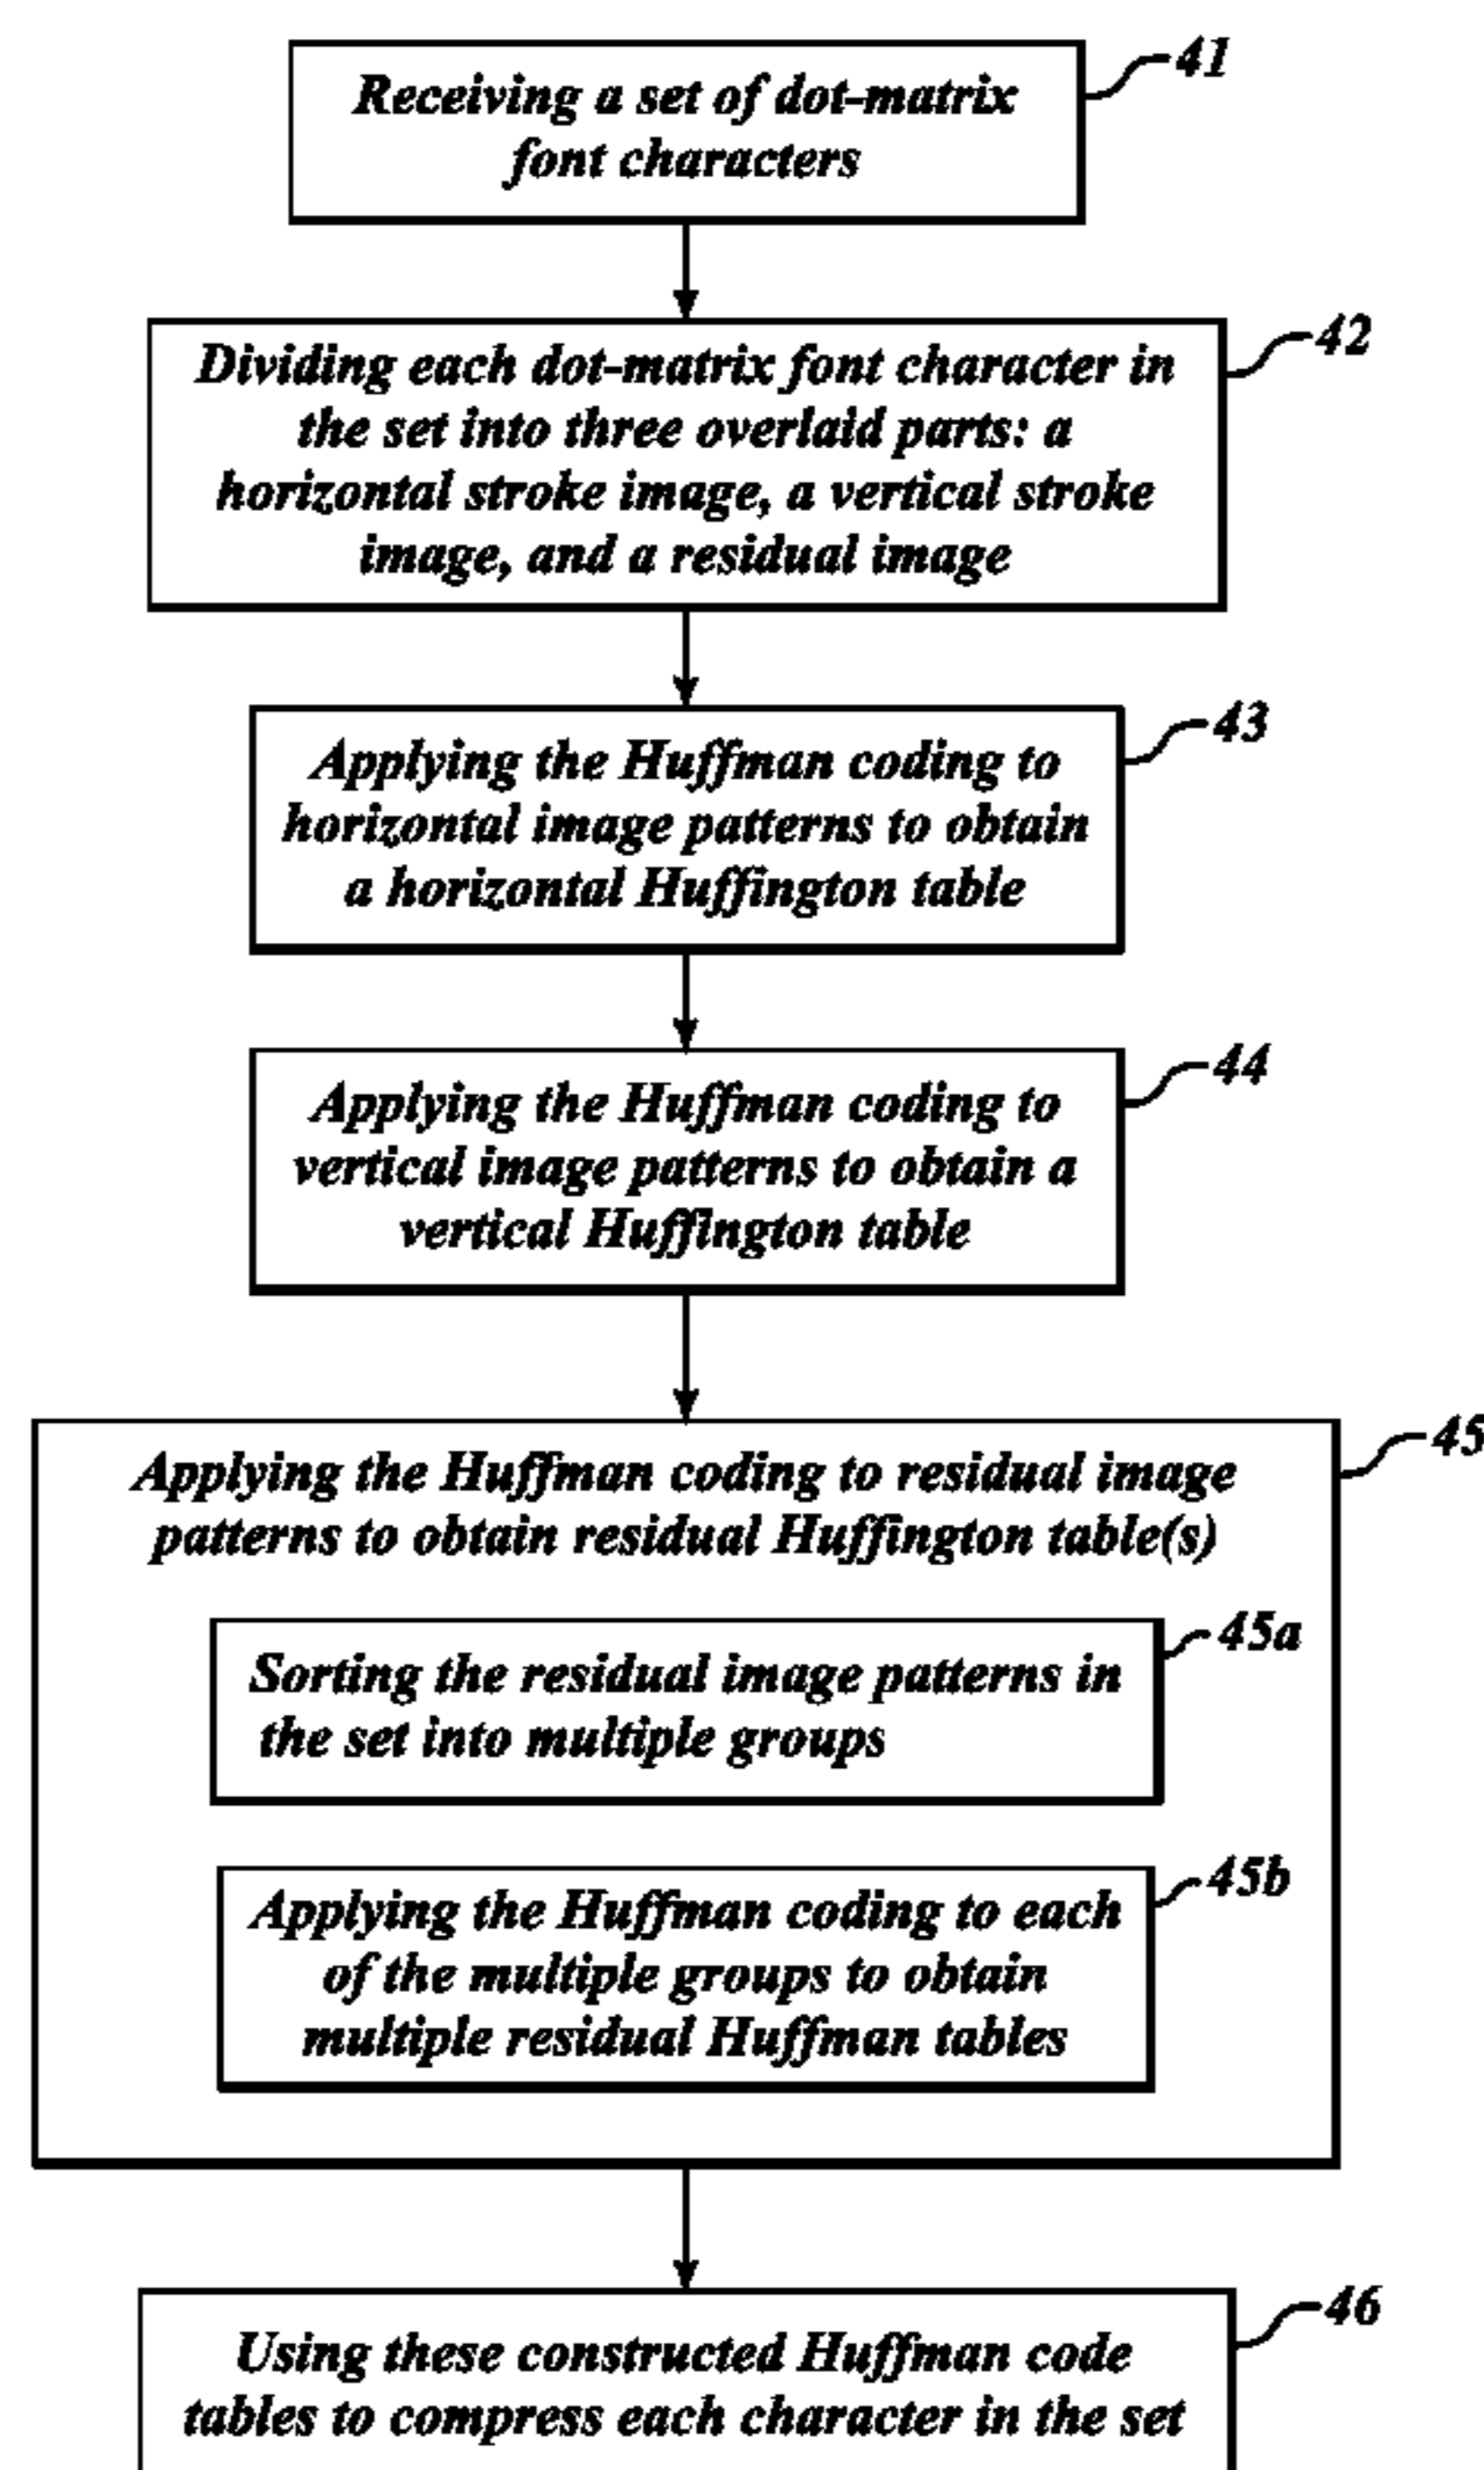 41
Receiving a set of dot-matrix
font characters
42
Dividing each dot-matrix font character in
the set into three overlaid parts: a
horizontal stroke image, a vertical stroke
image, and a residual image
43
Applying the Huffman coding to
horizontal image patterns to obtain
a horizontal Huffington table
44
Applying the Huffman coding to
vertical image patterns to obtain a
vertical Huffington table
45
Applying the Huffman coding to residual image
patterns to obtain residual Huffington table(s)
45a
Sorting the residual image patterns in
the set into multiple groups
45b
Applying the Huffman coding to each
of the multiple groups to obtain
multiple residual Huffman tables
46
Using these constructed Huffman code
tables to compress each character in the set